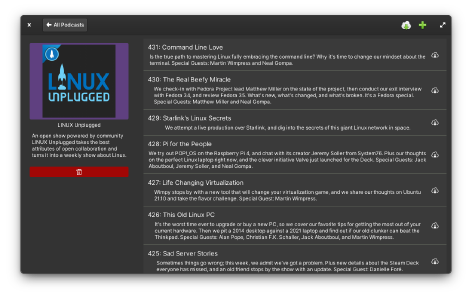 All Podcasts
LINUX
UNPLUGGED
LINUX Unplugged
An open show powered by community
LINUX Unplugged takes the best
attributes of open collaboration and
turns it into a weekly show about Linux.
431: Command Line Love
Is the true path to mastering Linux fully embracing the command line? Why it's time to change our mindset about the
terminal. Special Guests: Martin Wimpress and Neal Gompa.
430: The Real Beefy Miracle
We check-in with Fedora Project lead Matthew Miller on the state of the project, then conduct our exit interview
with Fedora 34, and review Fedora 35. What's new, what's changed, and what's broken. It's a Fedora special.
Special Guests: Matthew Miller and Neal Gompa.
429: Starlink's Linux Secrets
We attempt a live production over Starlink, and dig into the secrets of this giant Linux network in space.
428: PI for the People
We try out POP!_OS on the Raspberry Pi 4, and chat with its creator Jeremy Soller from System76. Plus our thoughts
on the perfect Linux laptop right now, and the clever initiative Valve just launched for the Deck. Special Guests: Jack
Aboutboul, Jeremy Soller, and Neal Gompa.
427: Life Changing Virtualization
Wimpy stops by with a new tool that will change your virtualization game, and we share our thoughts on Ubuntu
21.10 and take the flavor challenge. Special Guest: Martin Wimpress.
426: This Old Linux PC
It's the worst time ever to upgrade or buy a new PC, so we cover our favorite tips for getting the most out of your
current hardware. Then we pit a 2014 desktop against a 2021 laptop and find out if our old clunker can beat the
Thinkpad. Special Guests: Alan Pope, Christian F.K. Schaller, Jack Aboutboul, and Martin Wimpress.
425: Sad Server Stories
Sometimes things go wrong; this week, we admit we've got a problem. Plus new details about the Steam Deck
everyone has missed, and an old friend stops by the show with an update. Special Guest: Danielle Foré.